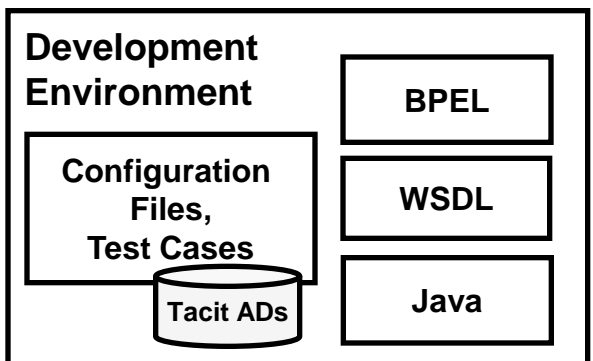 Development
Environment
Configuration
Files,
Test Cases
Tacit ADs
BPEL
WSDL
Java